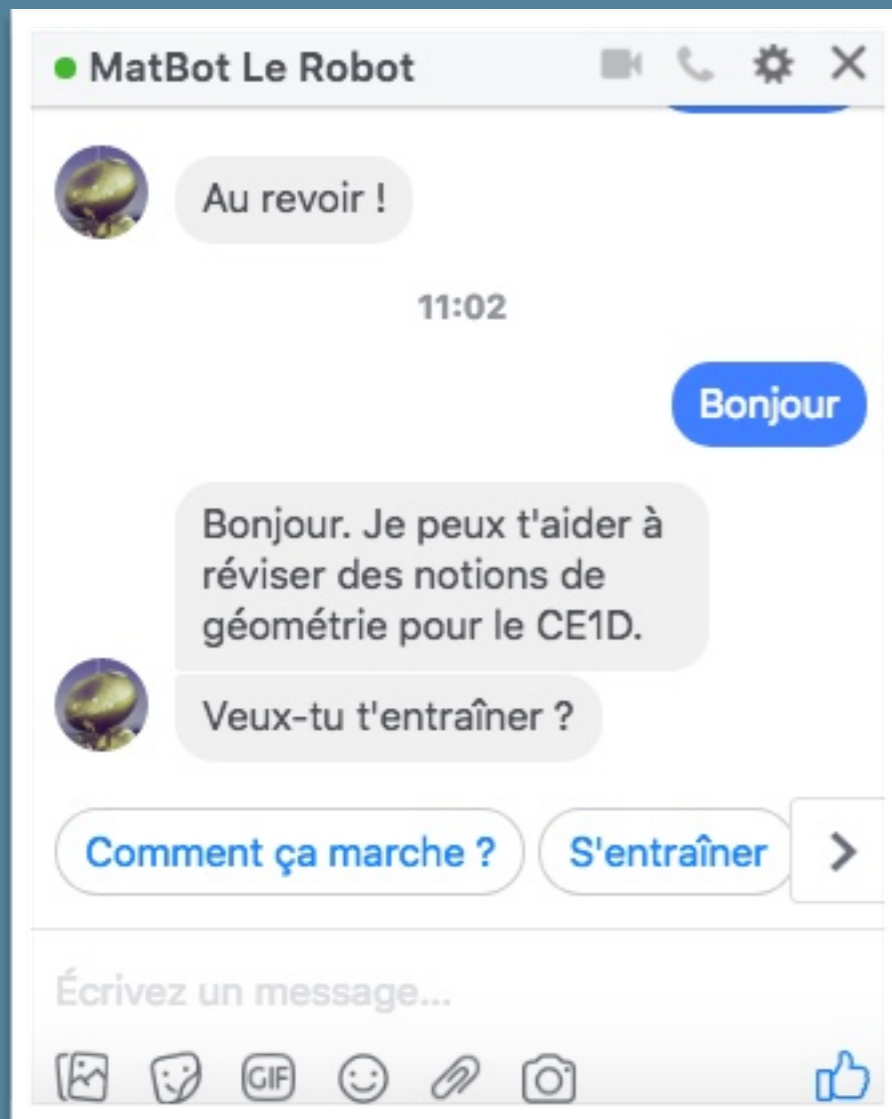 MatBot Le Robot
Au revoir !
11:02
Bonjour
Bonjour. Je peux t'aider à
réviser des notions de
géométrie pour le CE1D.
Veux-tu t'entraîner ?
Comment ça marche ?
S'entraîner
Écrivez un message...
GIF